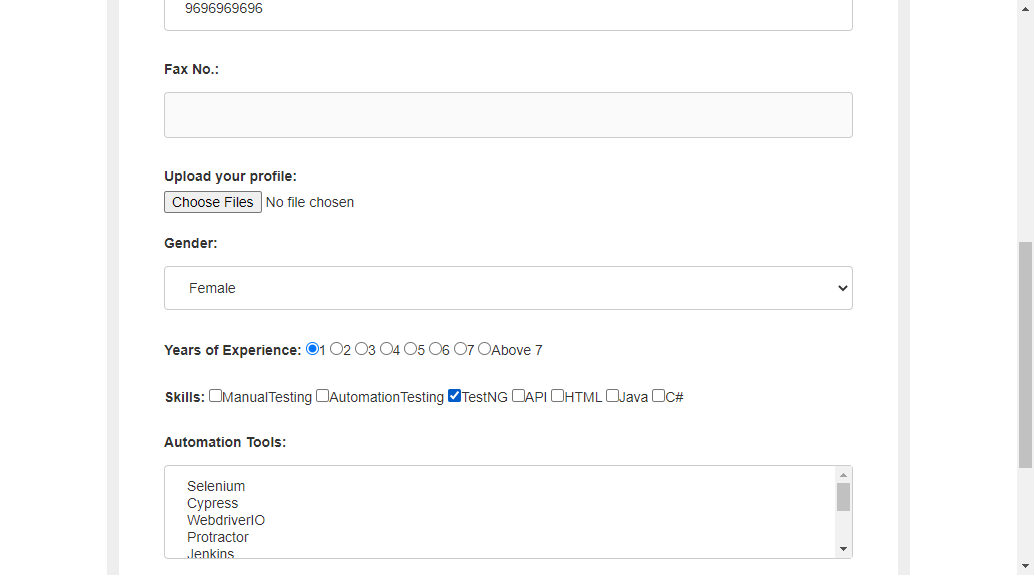 9696969696
Fax No.:
Upload your profile:
Choose Files No file chosen
Gender:
Female
Years of Experience: 1 2 3 4 5 6 7 Above 7
Skills: ManualTesting AutomationTesting TestNG API HTML Java C#
Automation Tools:
Selenium
Cypress
WebdriverIO
Protractor
Jenkins